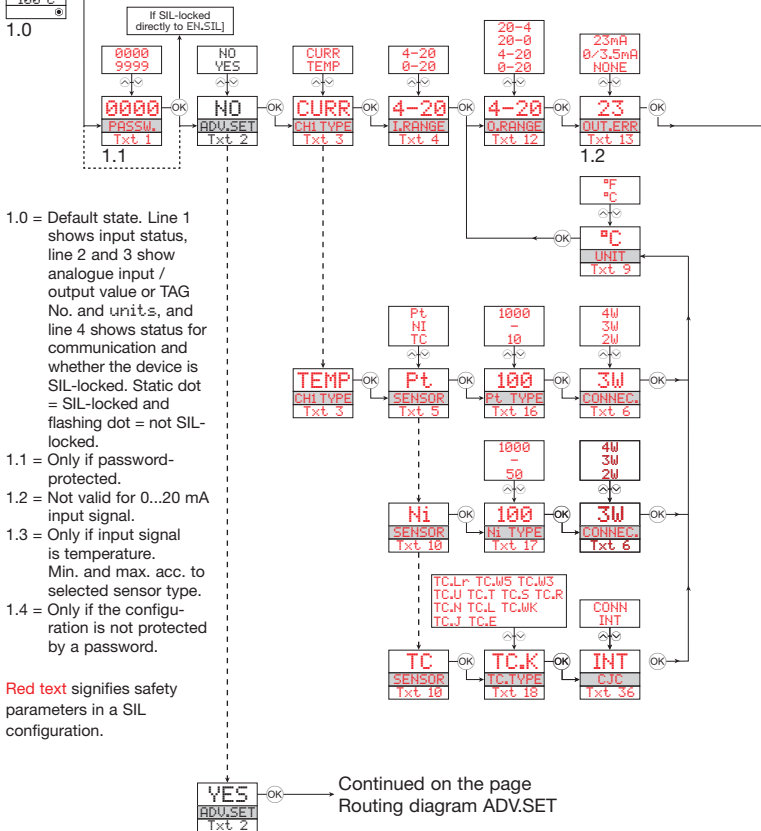 1.0
If SIL-locked
directly to EN.SIL]
0000
9999
NO
YES
CURR
TEMP
4-20
0-20
20-4
20-0
4-20
0-20
23mA
0/3.5mA
NONE
0000 OK
PASSW.
Txt 1
1.1
NO OK
ADV.SET
Txt 2
CURR OK
CH1TYPE
Txt 3
4-20 OK
I.RANGE
Txt 4
4-20 OK
O.RANGE
Txt 12
23 OK
OUT.ERR
Txt 13
1.2
°F
°C
OK °C
UNIT
Txt 9
1.0 = Default state. Line 1
shows input status,
line 2 and 3 show
analogue input /
output value or TAG
No. and units, and
line 4 shows status for
communication and
whether the device is
SIL-locked. Static dot
= SIL-locked and
flashing dot = not SIL-
locked.
1.1 = Only if password-
protected.
1.2 = Not valid for 0...20 mA
input signal.
1.3 = Only if input signal
is temperature.
Min. and max. acc. to
selected sensor type.
1.4 = Only if the configu-
ration is not protected
by a password.
Red text signifies safety
parameters in a SIL
configuration.
Pt
NI
TC
1000
-
10
4W
3W
2W
TEMP OK
CH1TYPE
Txt 3
Pt OK
SENSOR
Txt 5
100 OK
Pt TYPE
Txt 16
3W OK
CONNEC.
Txt 6
1000
-
50
4W
3W
2W
Ni OK
SENSOR
Txt 10
100 OK
Ni TYPE
Txt 17
3W OK
CONNEC.
Txt 6
TC.Lr TC.W5 TC.W3
TC.U TC.T TC.S TC.R
TC.N TC.L TC.WK
TC.J TC.E
CONN
INT
TC OK
SENSOR
Txt 10
TC.K OK
TC.TYPE
Txt 18
INT OK
CJC
Txt 36
YES OK
ADV.SET
Txt 2
Continued on the page
Routing diagram ADV.SET